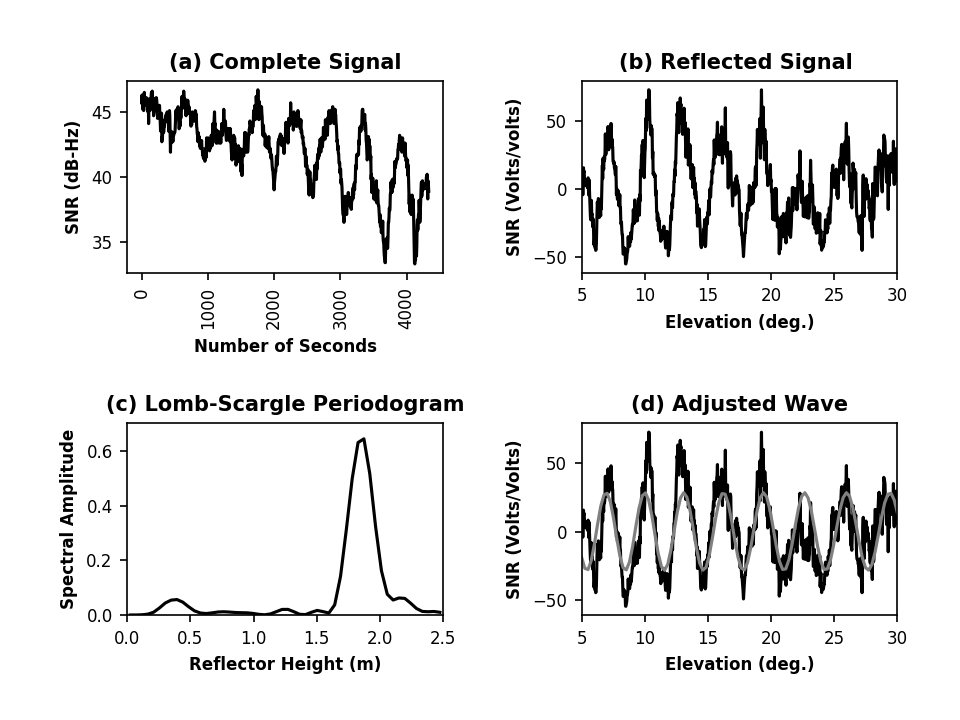 (a) Complete Signal
SNR (dB-Hz)
45
40
35
0
1000
2000
3000
4000
Number of Seconds
(b) Reflected Signal
SNR (Volts/volts)
50
0
−50
5 10 15 20 25 30
Elevation (deg.)
(c) Lomb-Scargle Periodogram
Spectral Amplitude
0.6
0.4
0.2
0.0
0.0 0.5 1.0 1.5 2.0 2.5
Reflector Height (m)
(d) Adjusted Wave
SNR (Volts/Volts)
50
0
−50
5 10 15 20 25 30
Elevation (deg.)